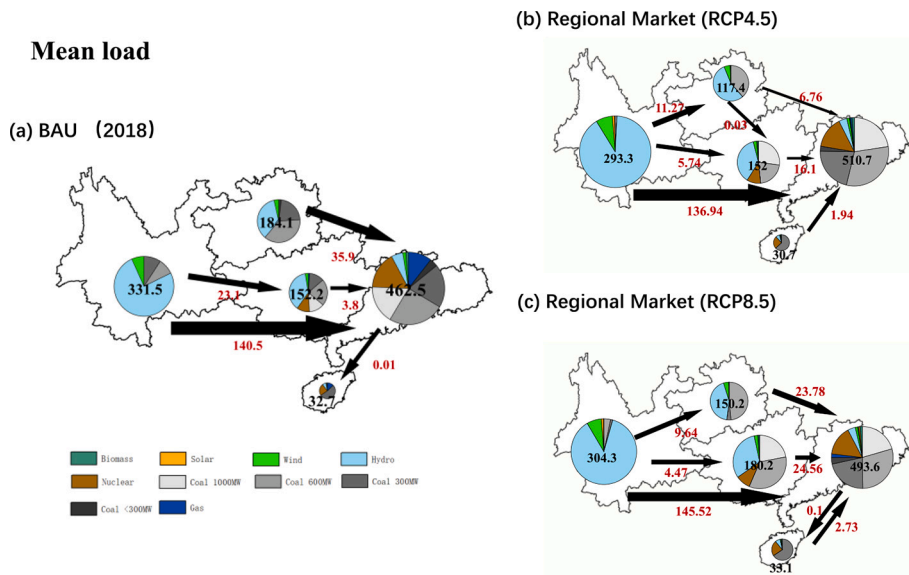 Mean load
(a) BAU (2018)
184.1
35.9
331.5
23.1
152.2
3.8
462.5
140.5
0.01
32.7
Biomass
Solar
Wind
Hydro
Nuclear
Coal 1000MW
Coal 600MW
Coal 300MW
Coal <300MW
Gas
(b) Regional Market (RCP4.5)
117.4
6.76
11.27
0.03
293.3
5.74
152
16.1
510.7
136.94
1.94
30.7
(c) Regional Market (RCP8.5)
150.2
23.78
9.64
304.3
4.47
180.2
24.56
493.6
145.52
0.1
2.73
33.1